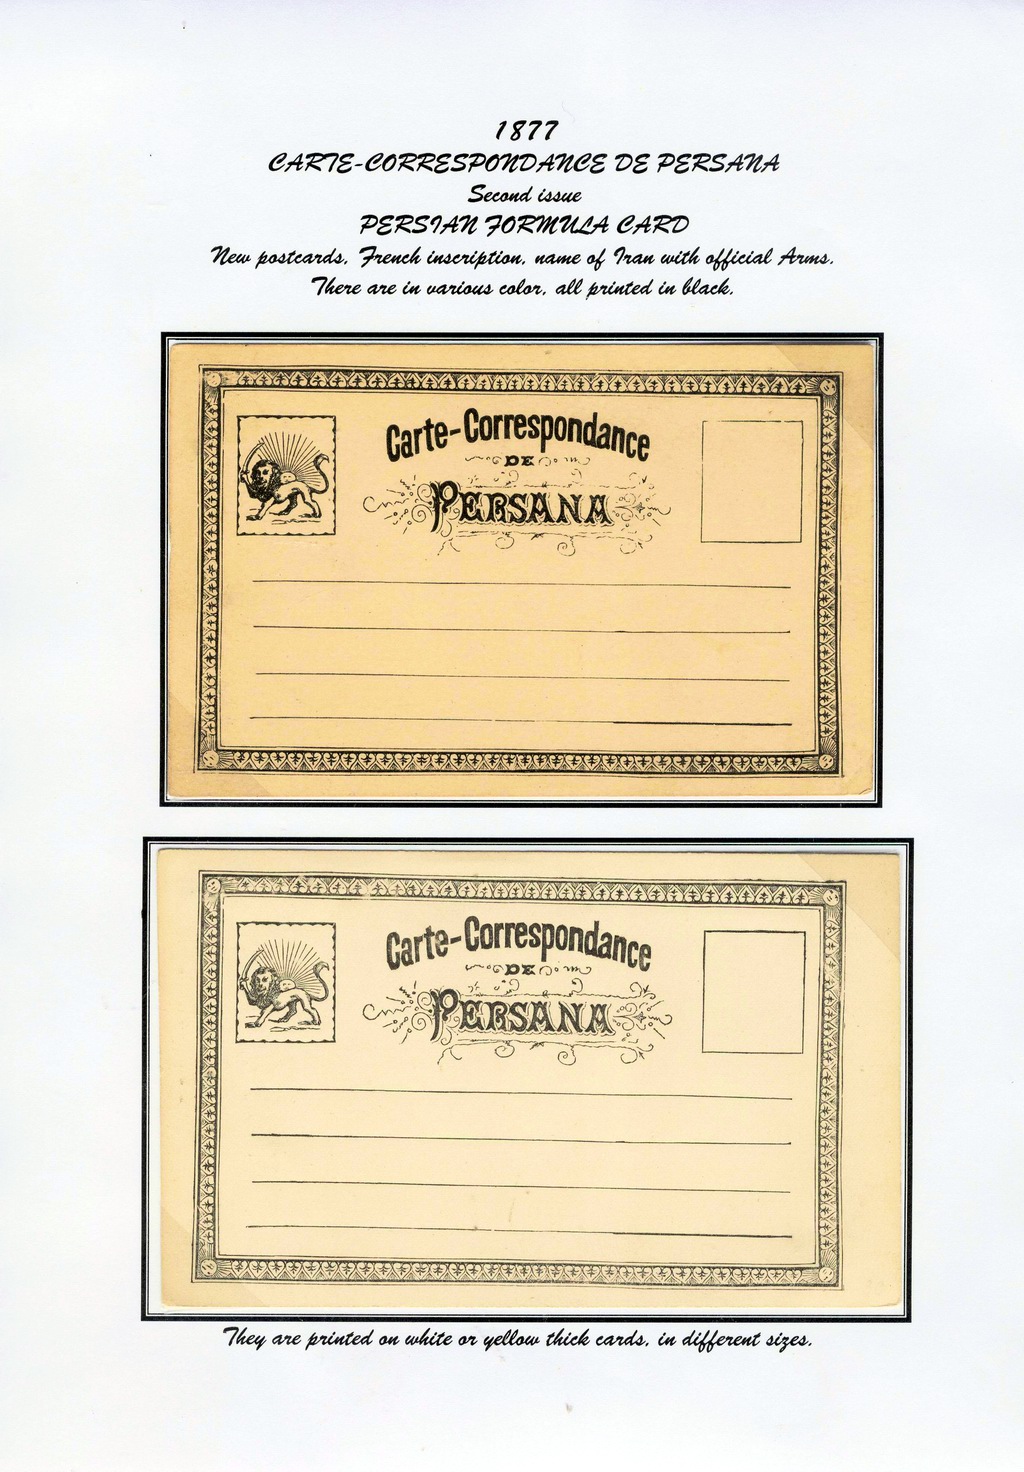 1877
CARTE-CORRESPONDANCE DE PERSANA
Second issue
PERSIAN FORMULA CARD
New postcards, French inscription, name of Iran with official Arms.
There are in various color, all printed in black.
Carte-Correspondance
DE
PERSANA
Carte-Correspondance
DE
PERSANA
They are printed on white or yellow thick cards, in different sizes.